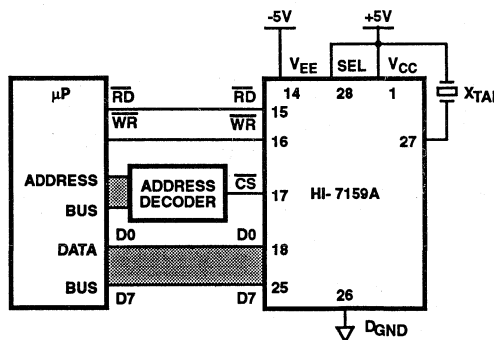 -5V +5V
μP RD RD VEE SEL VCC
14 28 1 XTAL
WR WR 15
16 27
ADDRESS BUS ADDRESS DECODER CS 17 HI-7159A
DATA D0 D0 18
BUS D7 D7 25 26
DGND